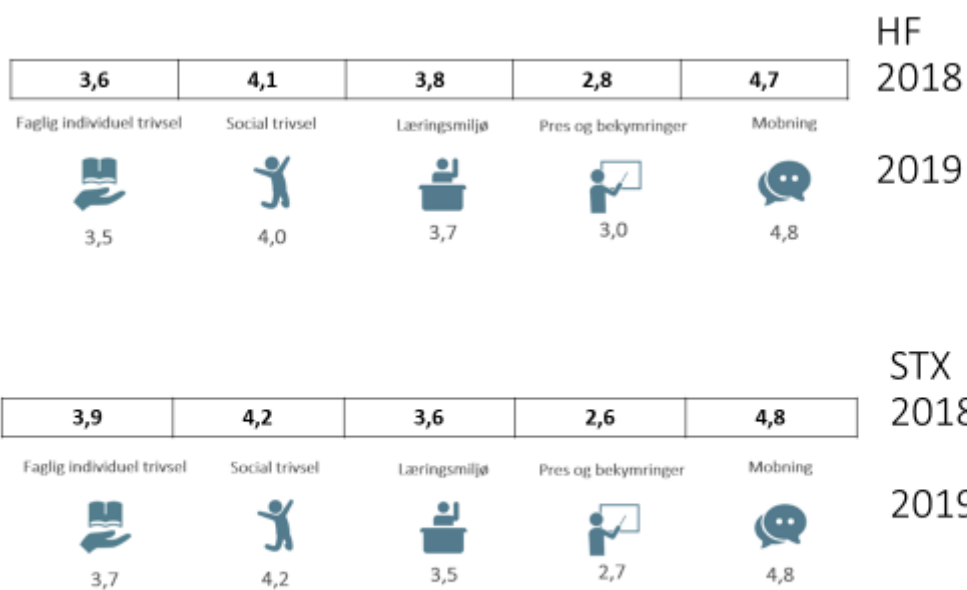 HF
2018
3,6 4,1 3,8 2,8 4,7
Faglig individuel trivsel Social trivsel Læringsmiljø Pres og bekymringer Mobning
2019
3,5 4,0 3,7 3,0 4,8
STX
2018
3,9 4,2 3,6 2,6 4,8
Faglig individuel trivsel Social trivsel Læringsmiljø Pres og bekymringer Mobning
2019
3,7 4,2 3,5 2,7 4,8